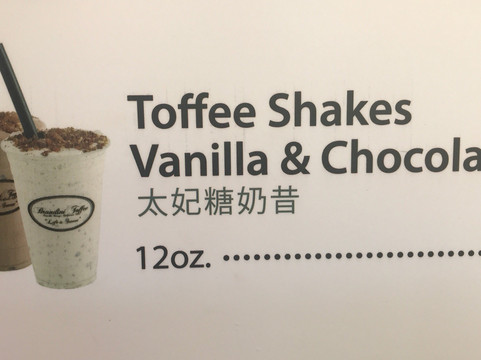 Toffee Shakes
Vanilla & Chocola
太妃糖奶昔
12oz. ........................